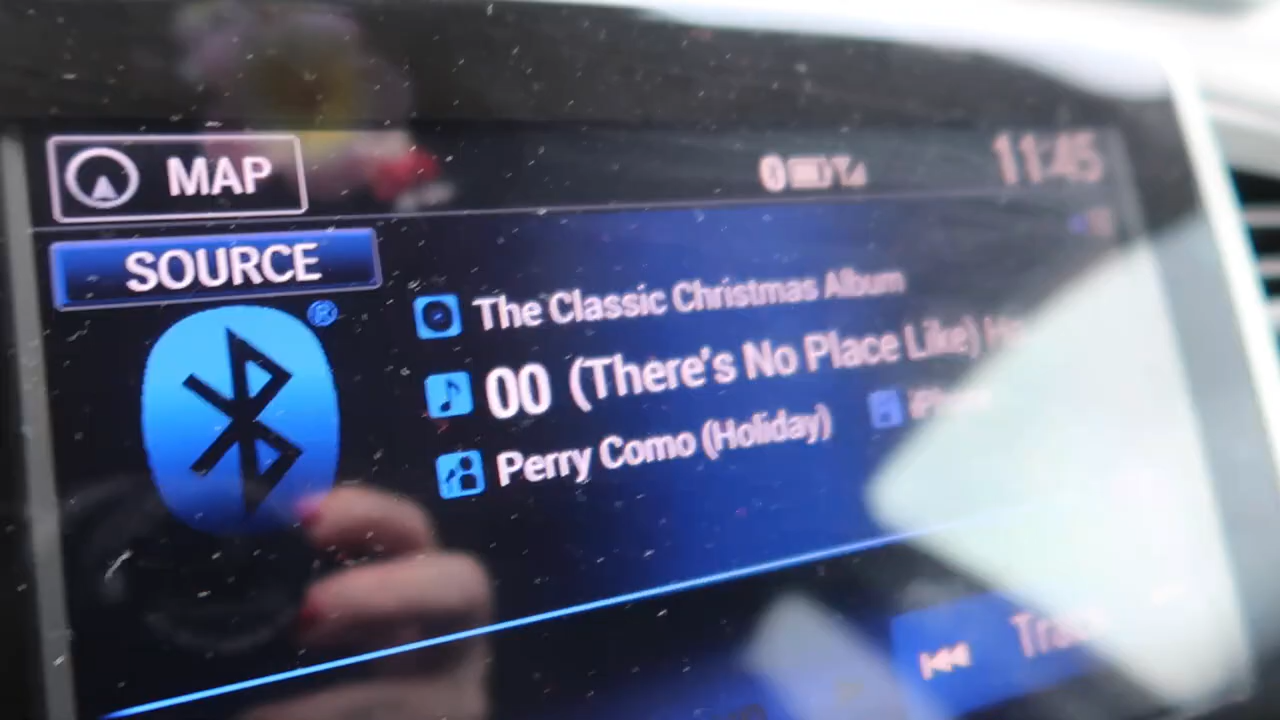 MAP
11:45
SOURCE
®
The Classic Christmas Album
00 (There's No Place Like)
Perry Como (Holiday)